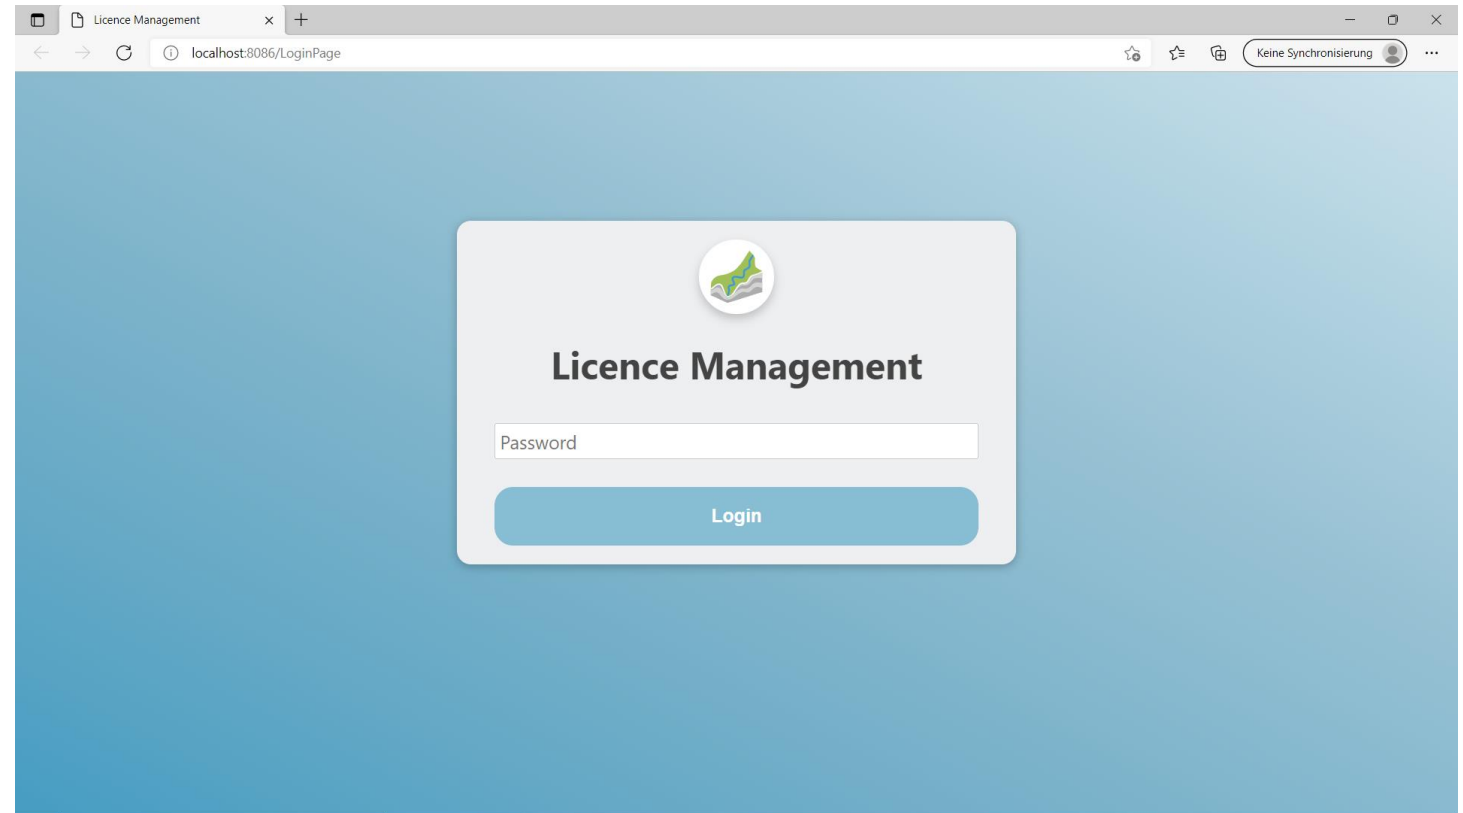 Licence Management
localhost:8086/LoginPage
Keine Synchronisierung
Licence Management
Password
Login